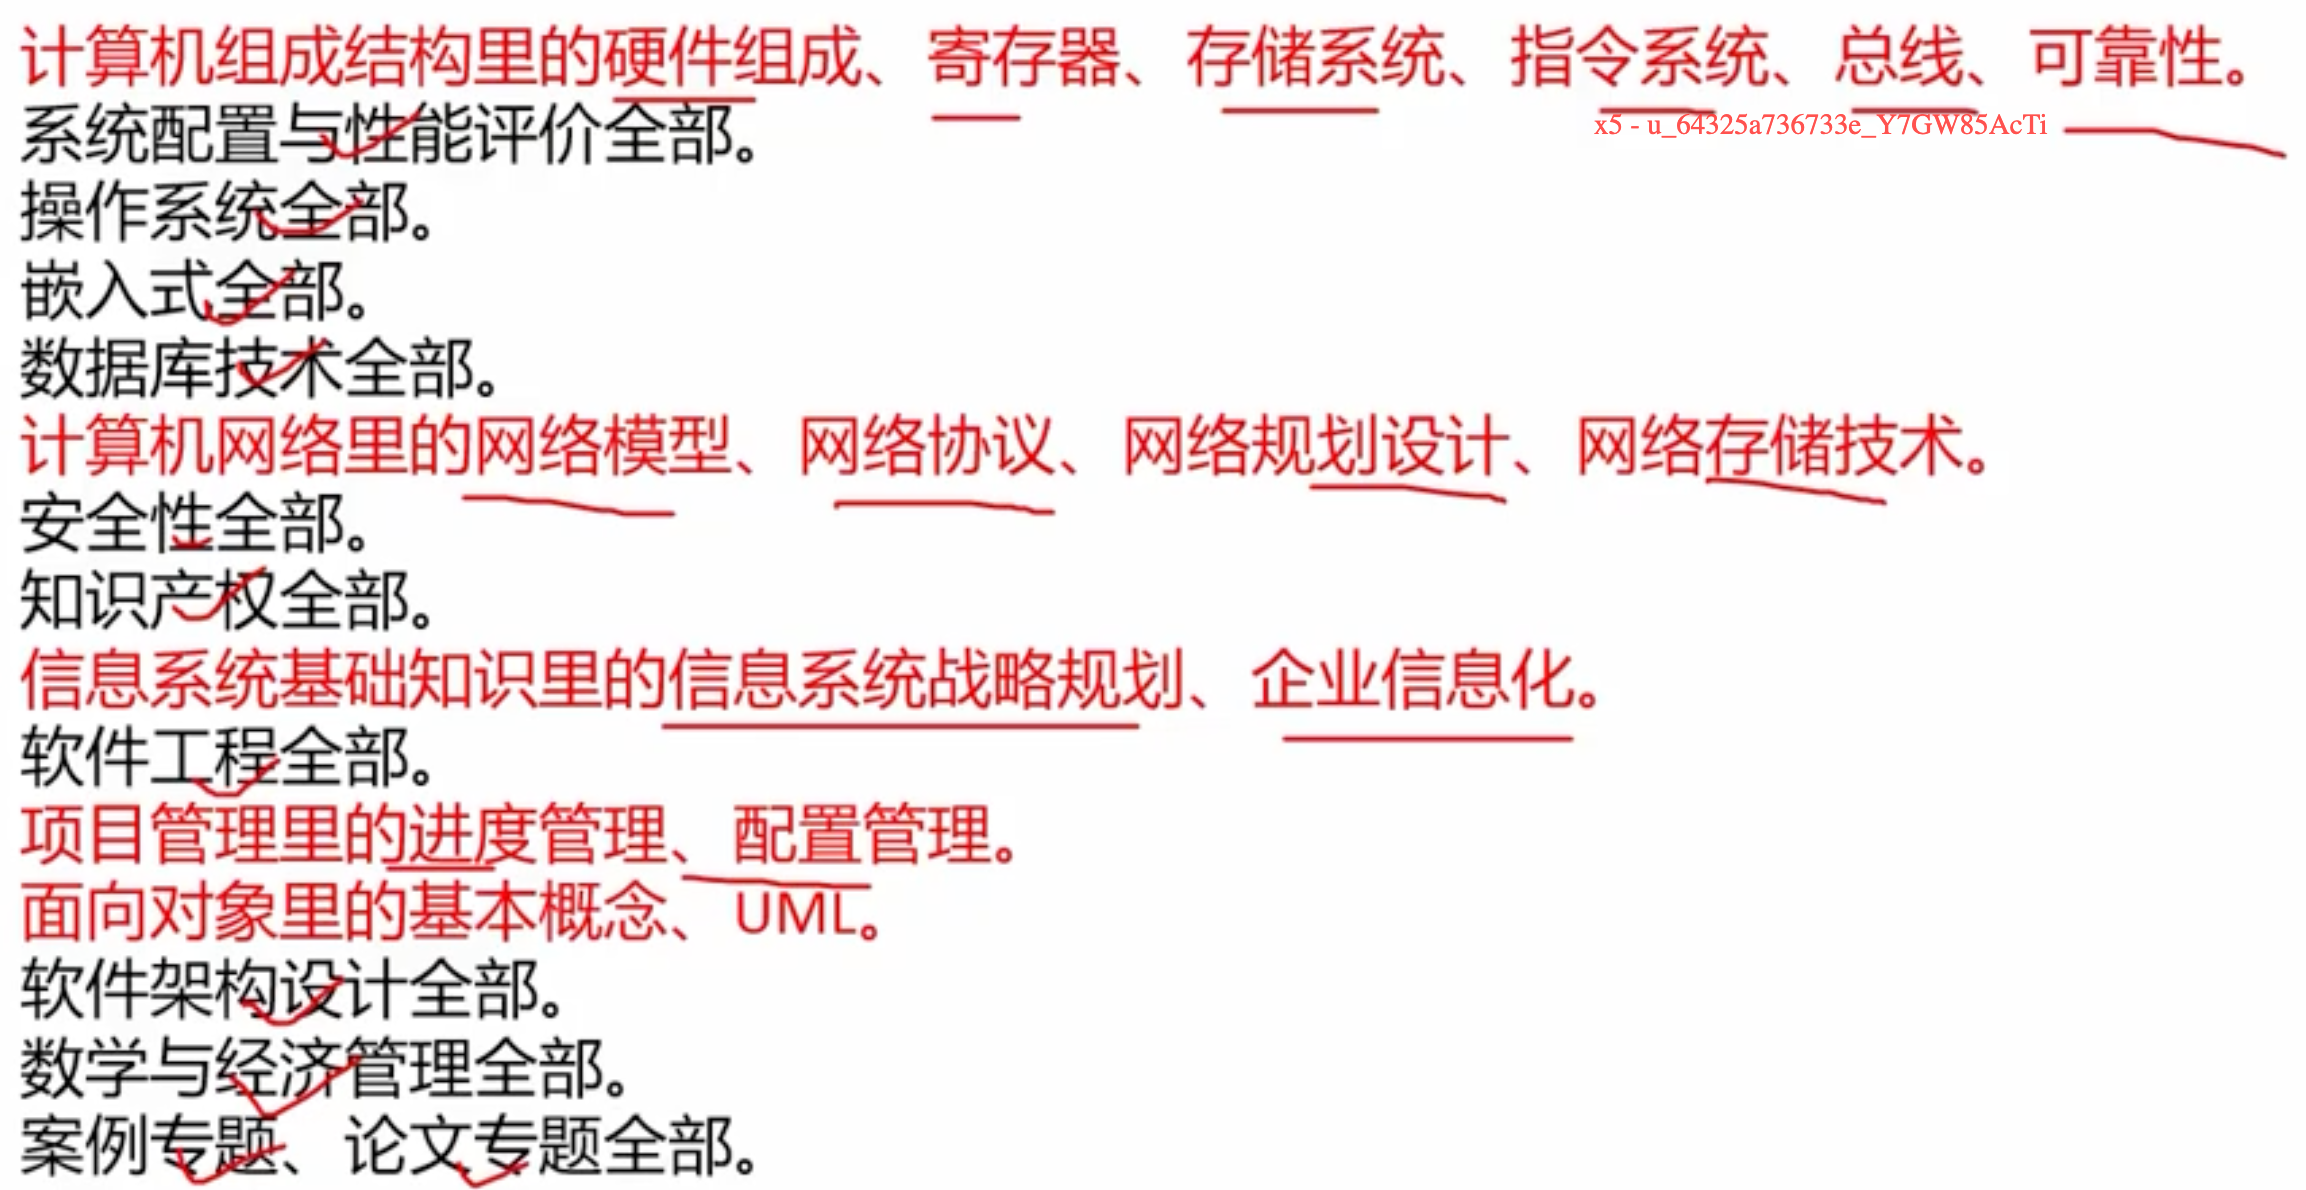 计算机组成结构里的硬件组成、寄存器、存储系统、指令系统、总线、可靠性。
x5 - u_64325a736733e_Y7GW85AcTi
系统配置与性能评价全部。
操作系统全部。
嵌入式全部。
数据库技术全部。
计算机网络里的网络模型、网络协议、网络规划设计、网络存储技术。
安全性全部。
知识产权全部。
信息系统基础知识里的信息系统战略规划、企业信息化。
软件工程全部。
项目管理里的进度管理、配置管理。
面向对象里的基本概念、UML。
软件架构设计全部。
数学与经济管理全部。
案例专题、论文专题全部。